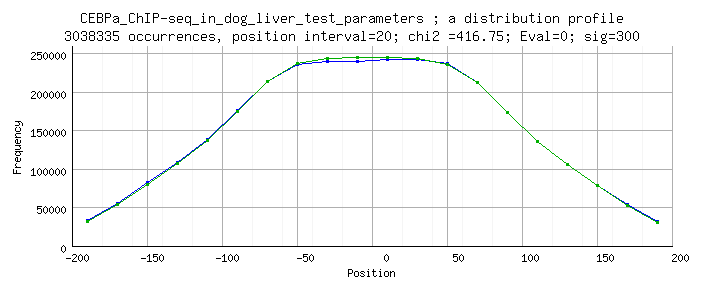 CEBPa_ChIP-seq_in_dog_liver_test_parameters ; a distribution profile
3038335 occurrences, position interval=20; chi2 =416.75; Eval=0; sig=300
Frequency
250000
200000
150000
100000
50000
0
-200 -150 -100 -50 0 50 100 150 200
Position